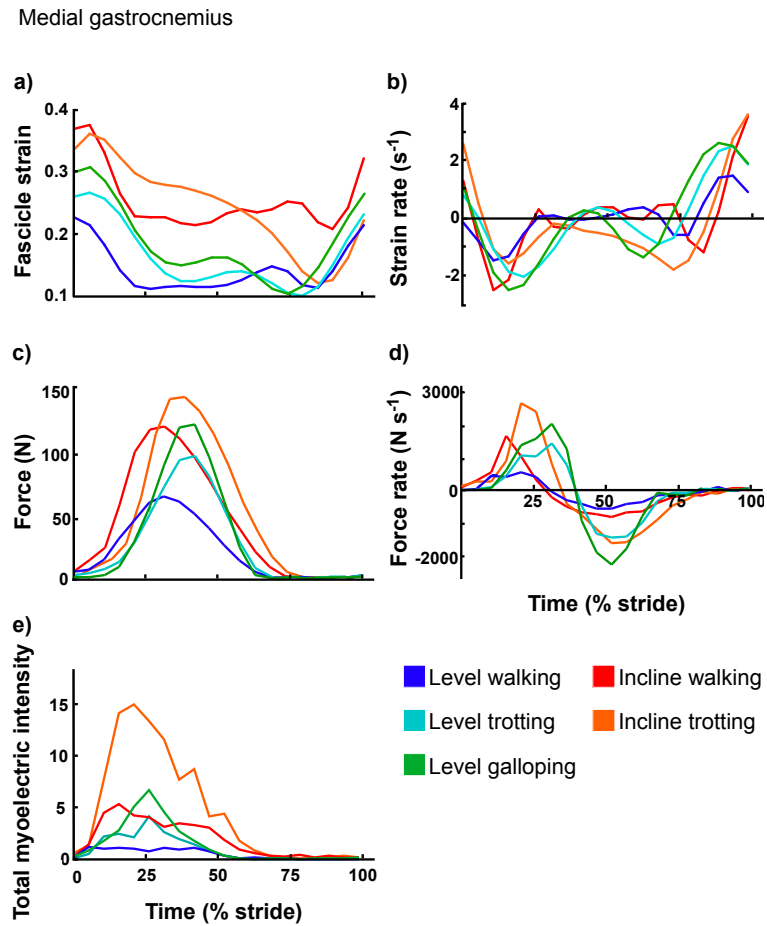 Medial gastrocnemius
a)
Fascicle strain
0.4
0.3
0.2
0.1
b)
Strain rate (s-1)
4
2
0
-2
c)
Force (N)
150
100
50
0
d)
Force rate (N s-1)
3000
0
-2000
25 50 75 100
Time (% stride)
e)
Total myoelectric intensity
15
10
5
0
0 25 50 75 100
Time (% stride)
Level walking
Incline walking
Level trotting
Incline trotting
Level galloping